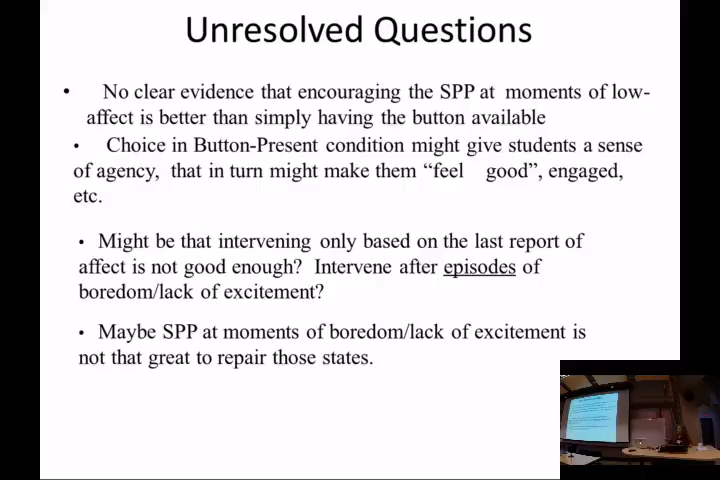 Unresolved Questions
• No clear evidence that encouraging the SPP at moments of low-
affect is better than simply having the button available
• Choice in Button-Present condition might give students a sense
of agency, that in turn might make them “feel good”, engaged,
etc.
• Might be that intervening only based on the last report of
affect is not good enough? Intervene after episodes of
boredom/lack of excitement?
• Maybe SPP at moments of boredom/lack of excitement is
not that great to repair those states.